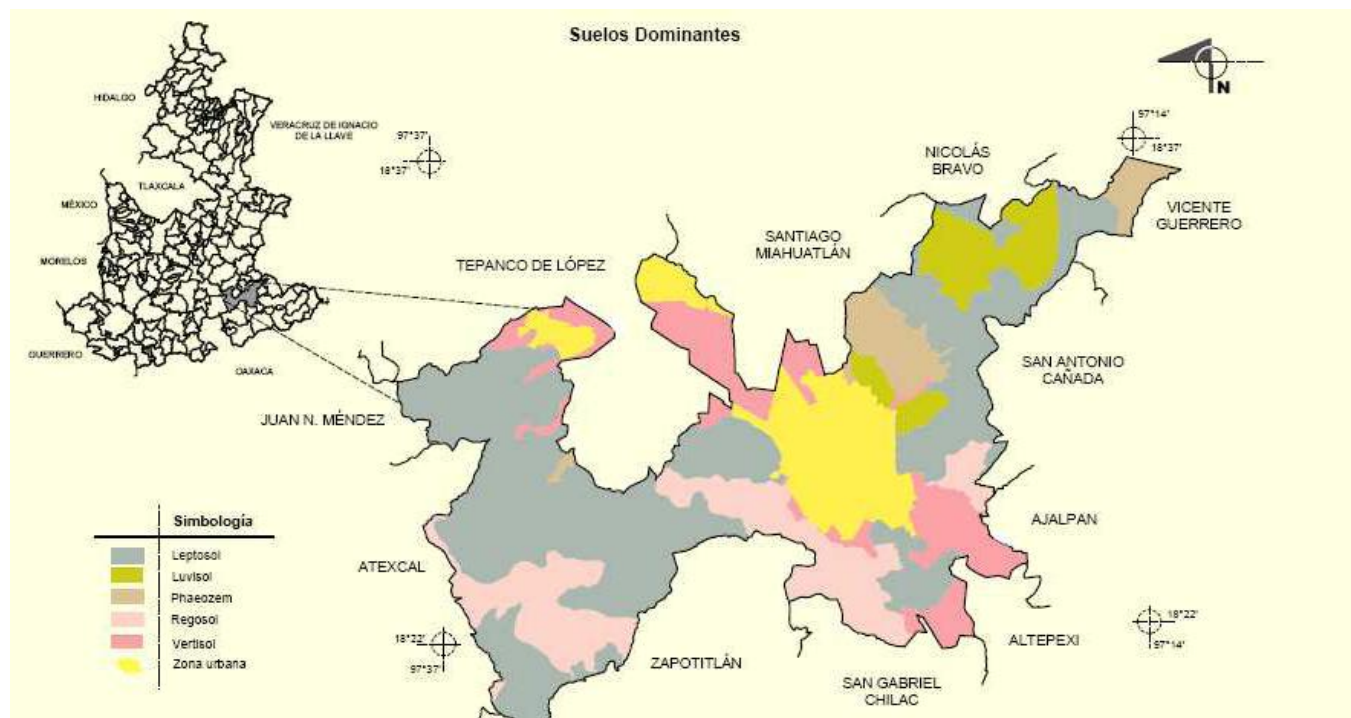 Suelos Dominantes
N
HIDALGO
VERACRUZ DE IGNACIO
DE LA LLAVE
TLAXCALA
MÉXICO
MORELOS
GUERRERO
OAXACA
97°37'
18°37'
97°14'
18°37'
NICOLÁS
BRAVO
VICENTE
GUERRERO
SANTIAGO
MIAHUATLÁN
TEPANCO DE LÓPEZ
SAN ANTONIO
CAÑADA
JUAN N. MÉNDEZ
AJALPAN
ATEXCAL
ALTEPEXI
ZAPOTITLÁN
SAN GABRIEL
CHILAC
18°22'
97°37'
18°22'
97°14'
Simbología
Leptosol
Luvisol
Phaeozem
Regosol
Vertisol
Zona urbana